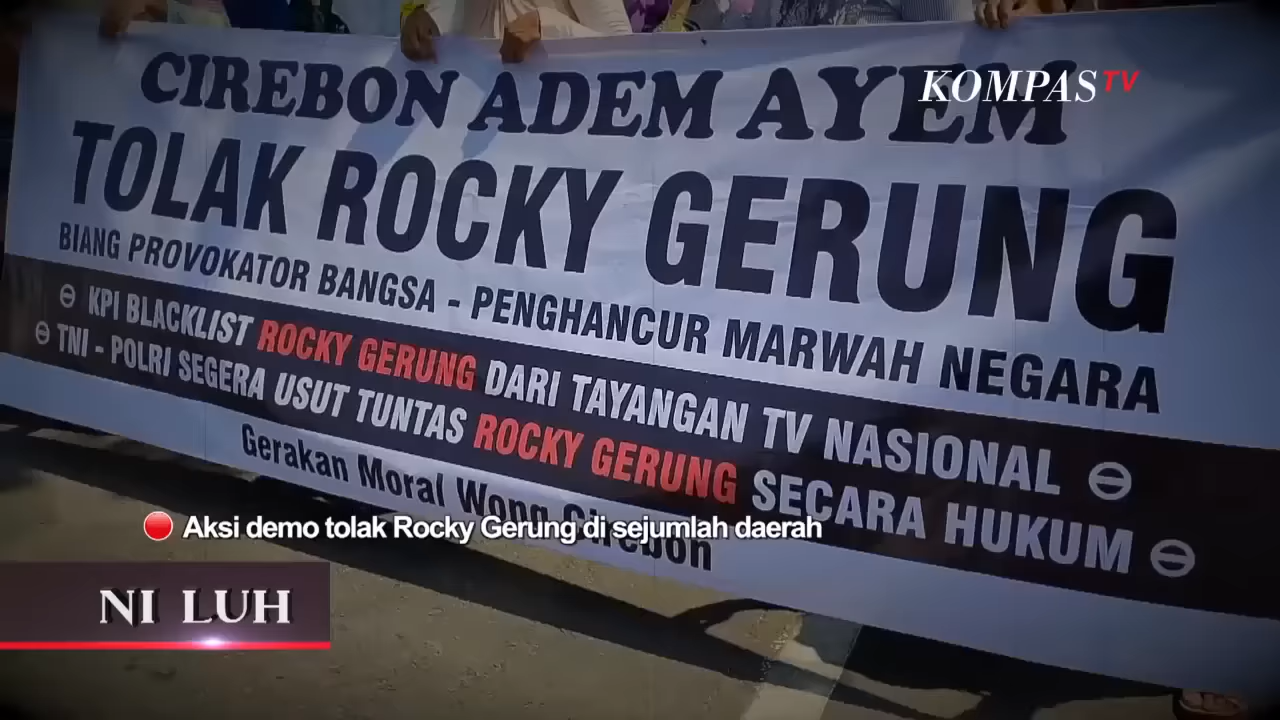 CIREBON ADEM AYEM
KOMPASTV
TOLAK ROCKY GERUNG
BIANG PROVOKATOR BANGSA - PENGHANCUR MARWAH NEGARA
KPI BLACKLIST ROCKY GERUNG DARI TAYANGAN TV NASIONAL
TNI - POLRI SEGERA USUT TUNTAS ROCKY GERUNG SECARA HUKUM
Gerakan Moral Wong Cirebon
Aksi demo tolak Rocky Gerung di sejumlah daerah
NI LUH